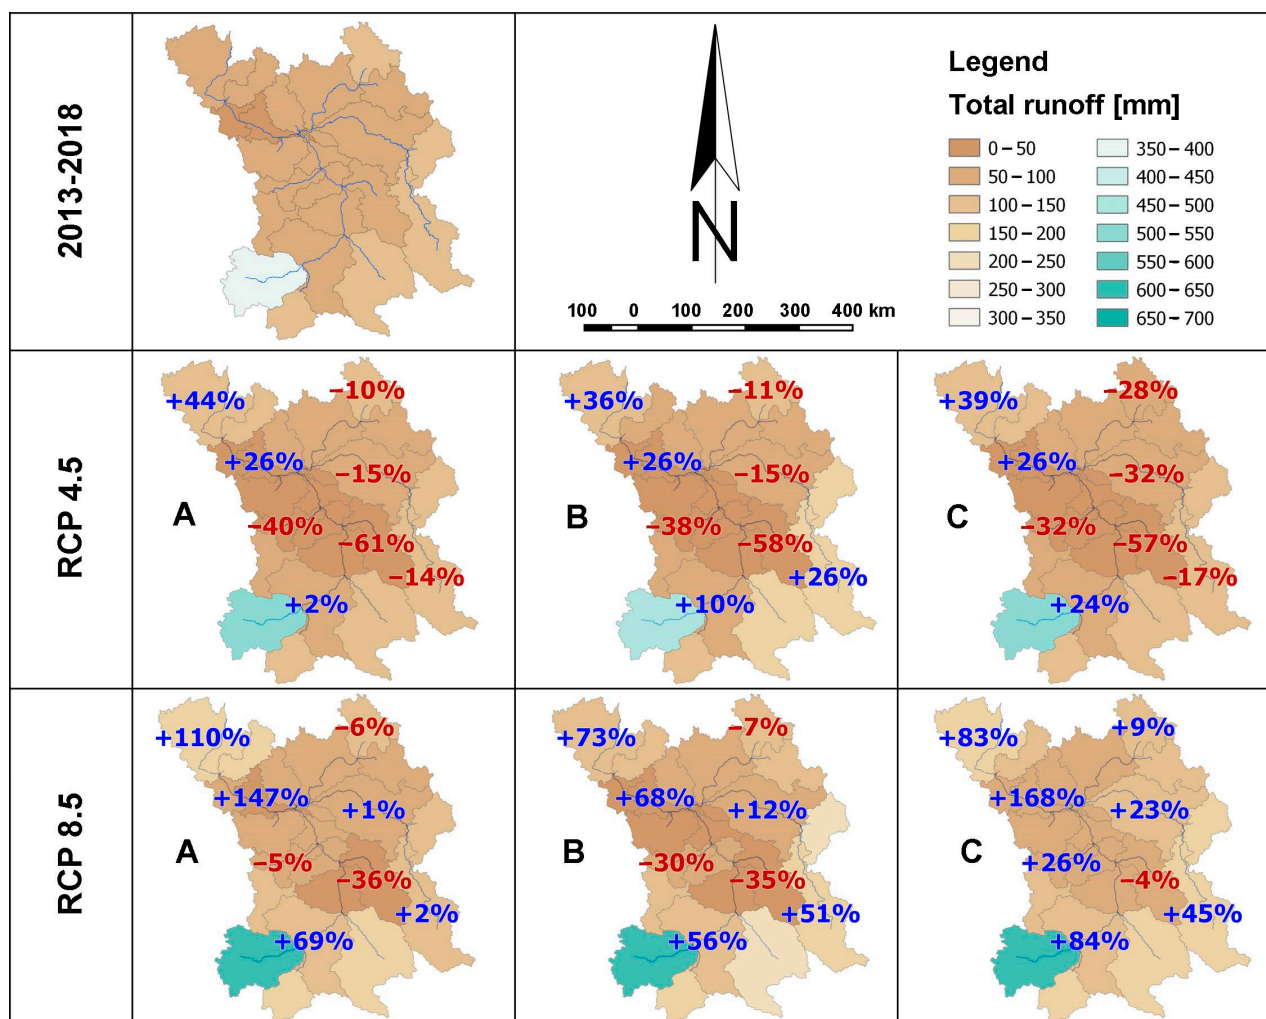 2013-2018
N
100 0 100 200 300 400 km
Legend
Total runoff [mm]
0 – 50
50 – 100
100 – 150
150 – 200
200 – 250
250 – 300
300 – 350
350 – 400
400 – 450
450 – 500
500 – 550
550 – 600
600 – 650
650 – 700
RCP 4.5
A
+44%
−10%
+26%
−15%
−40%
−61%
−14%
+2%
B
+36%
−11%
+26%
−15%
−38%
−58%
+26%
+10%
C
+39%
−28%
+26%
−32%
−32%
−57%
−17%
+24%
RCP 8.5
A
+110%
−6%
+147%
+1%
−5%
−36%
+2%
+69%
B
+73%
−7%
+68%
+12%
−30%
−35%
+51%
+56%
C
+83%
+9%
+168%
+23%
+26%
−4%
+45%
+84%